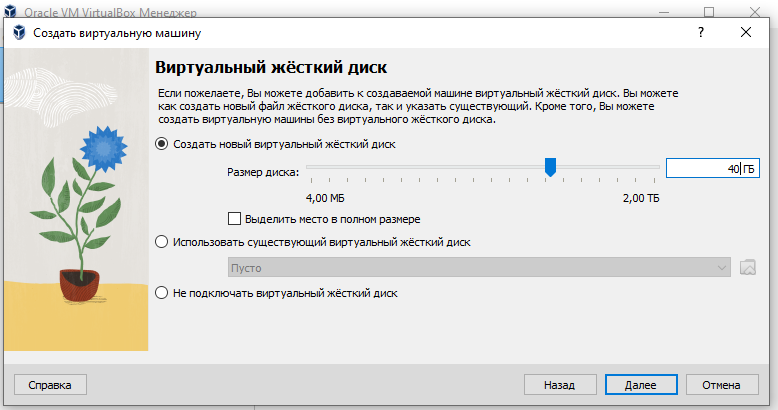 Oracle VM VirtualBox Менеджер
Создать виртуальную машину
?
Виртуальный жёсткий диск
Если пожелаете, Вы можете добавить к создаваемой машине виртуальный жёсткий диск. Вы можете
как создать новый файл жёсткого диска, так и указать существующий. Кроме того, Вы можете
создать виртуальную машины без виртуального жёсткого диска.
Создать новый виртуальный жёсткий диск
Размер диска:
40 ГБ
4,00 МБ
2,00 ТБ
Выделить место в полном размере
Использовать существующий виртуальный жёсткий диск
Пусто
Не подключать виртуальный жёсткий диск
Справка
Назад
Далее
Отмена